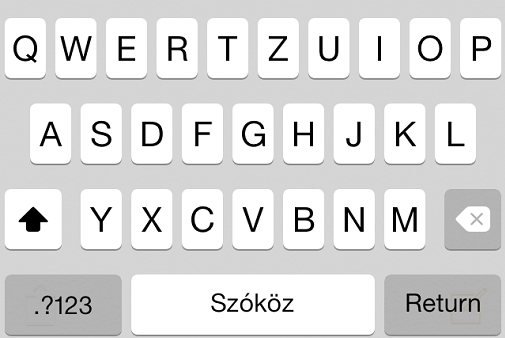 Q W E R T Z U I O P
A S D F G H J K L
Y X C V B N M
.?123 Szóköz Return